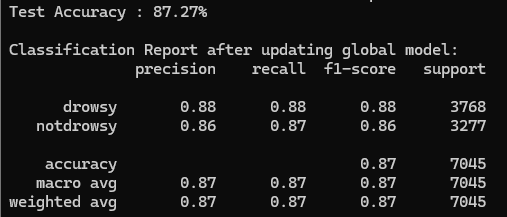 Test Accuracy : 87.27%
Classification Report after updating global model:
precision recall f1-score support
drowsy 0.88 0.88 0.88 3768
notdrowsy 0.86 0.87 0.86 3277
accuracy 0.87 7045
macro avg 0.87 0.87 0.87 7045
weighted avg 0.87 0.87 0.87 7045